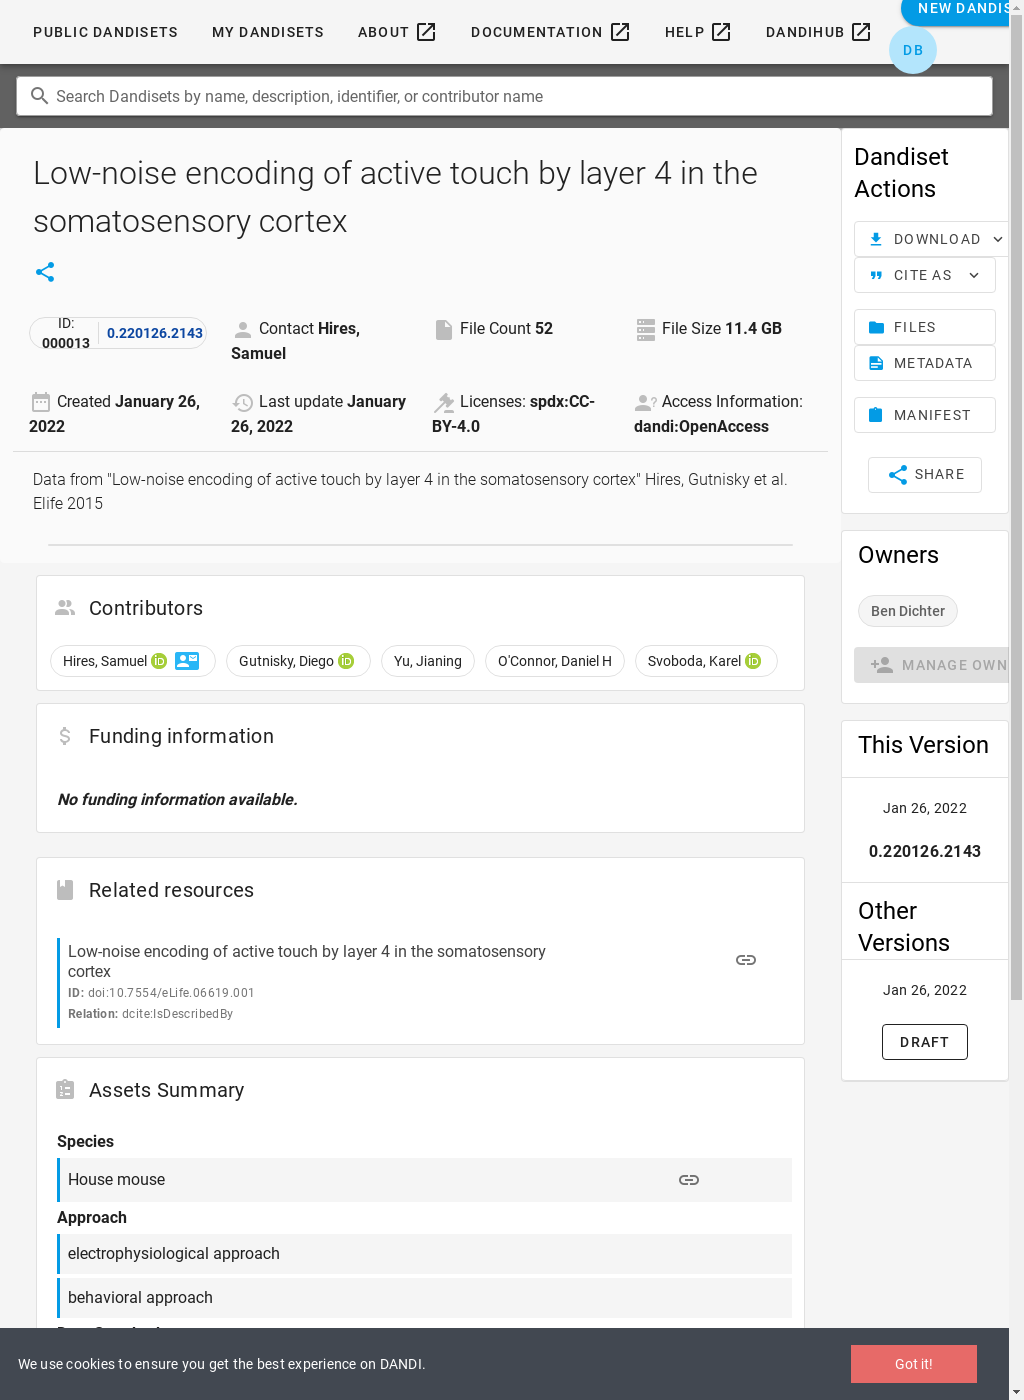 PUBLIC DANDISETS
MY DANDISETS
ABOUT
DOCUMENTATION
HELP
DANDIHUB
NEW DANDIS
DB
Search Dandisets by name, description, identifier, or contributor name
Low-noise encoding of active touch by layer 4 in the
somatosensory cortex
ID:
000013
0.220126.2143
Contact Hires,
Samuel
File Count 52
File Size 11.4 GB
Created January 26,
2022
Last update January
26, 2022
Licenses: spdx:CC-
BY-4.0
Access Information:
dandi:OpenAccess
Data from "Low-noise encoding of active touch by layer 4 in the somatosensory cortex" Hires, Gutnisky et al.
Elife 2015
Contributors
Hires, Samuel iD
Gutnisky, Diego iD
Yu, Jianing
O'Connor, Daniel H
Svoboda, Karel iD
Funding information
No funding information available.
Related resources
Low-noise encoding of active touch by layer 4 in the somatosensory
cortex
ID: doi:10.7554/eLife.06619.001
Relation: dcite:IsDescribedBy
Assets Summary
Species
House mouse
Approach
electrophysiological approach
behavioral approach
Dandiset
Actions
DOWNLOAD
CITE AS
FILES
METADATA
MANIFEST
SHARE
Owners
Ben Dichter
MANAGE OWN
This Version
Jan 26, 2022
0.220126.2143
Other
Versions
Jan 26, 2022
DRAFT
We use cookies to ensure you get the best experience on DANDI.
Got it!